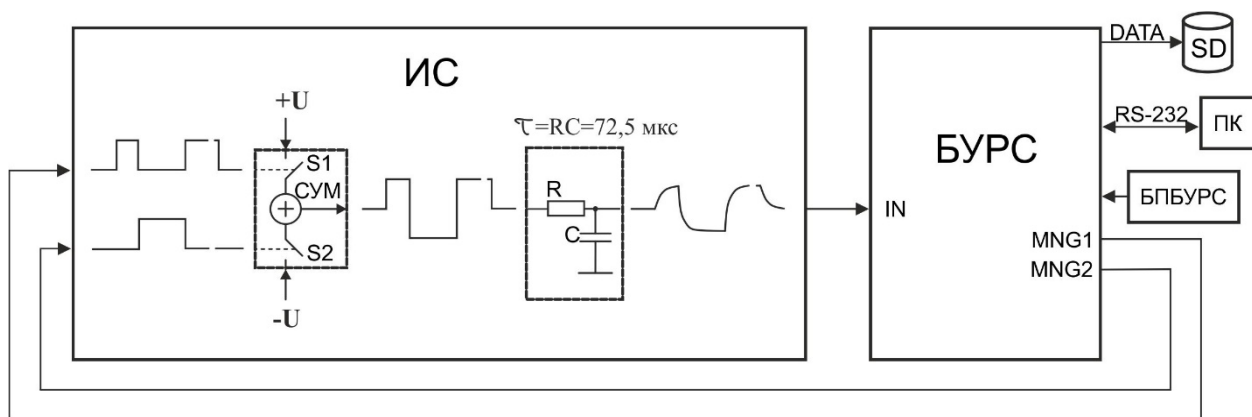 ИС
+U
S1
СУМ
S2
-U
τ=RC=72,5 мкс
R
C
БУРС
IN
MNG1
MNG2
DATA
SD
RS-232
ПК
БПБУРС